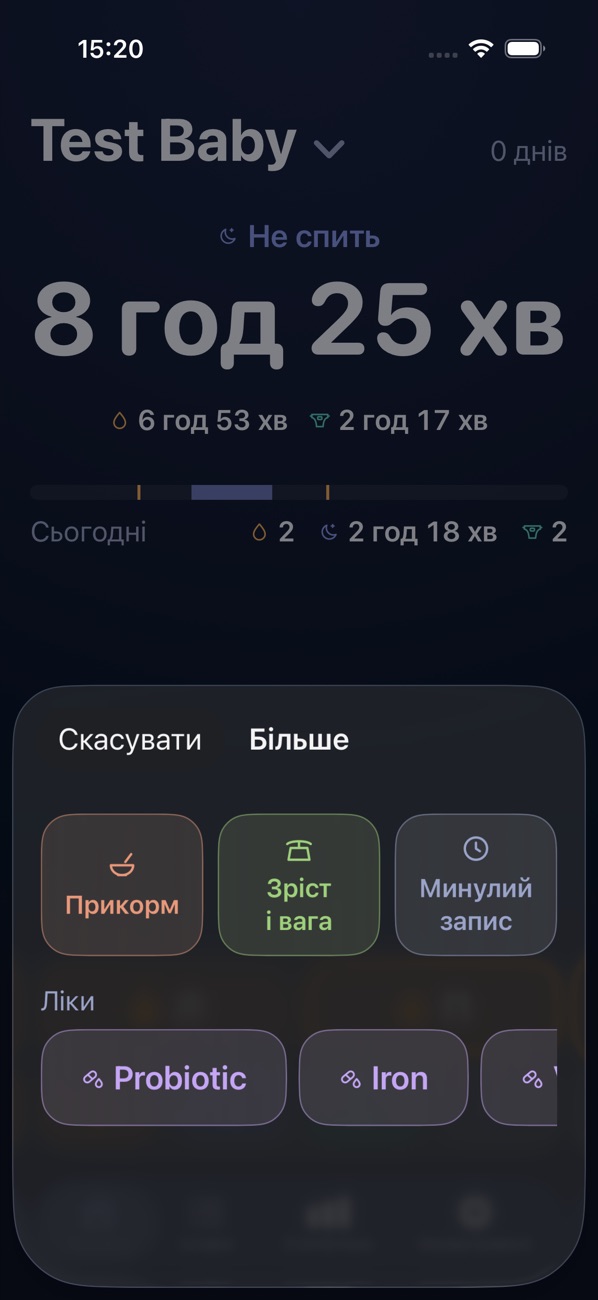 15:20
Test Baby
0 днів
Не спить
8 год 25 хв
6 год 53 хв 2 год 17 хв
Сьогодні 2 2 год 18 хв 2
Скасувати Більше
Прикорм
Зріст
і вага
Минулий
запис
Ліки
Probiotic Iron